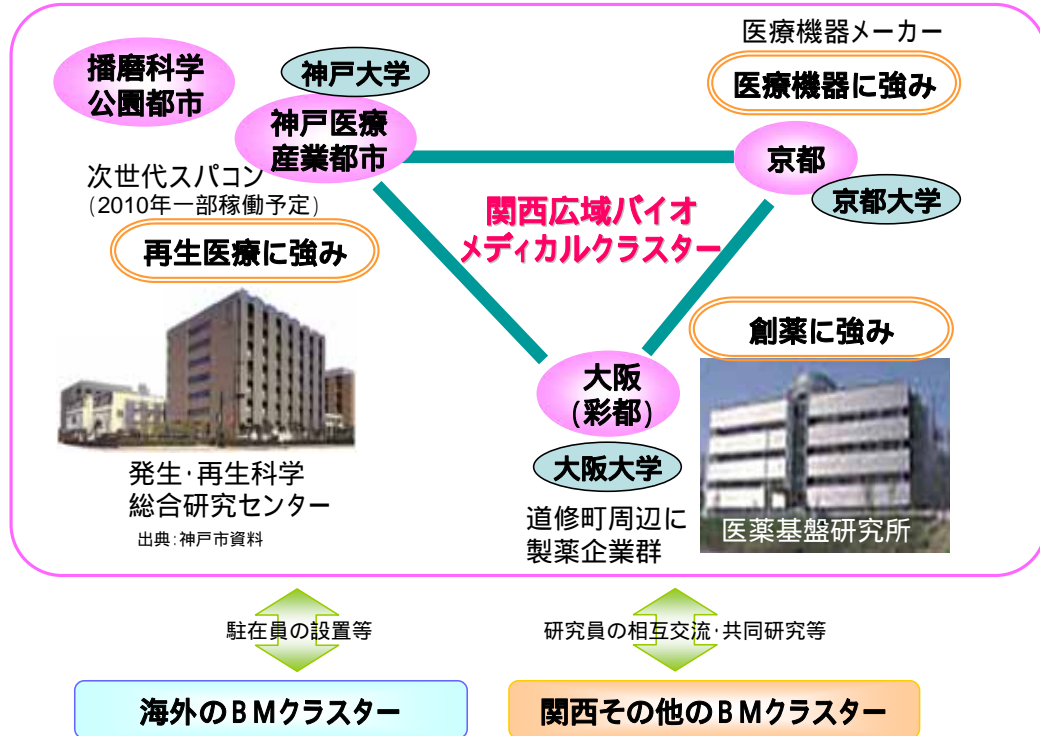 医療機器メーカー
播磨科学
公園都市
神戸大学
医療機器に強み
神戸医療
産業都市
京都
京都大学
次世代スパコン
(2010年一部稼働予定)
関西広域バイオ
メディカルクラスター
再生医療に強み
創薬に強み
大阪
(彩都)
大阪大学
発生・再生科学
総合研究センター
出典:神戸市資料
道修町周辺に
製薬企業群
医薬基盤研究所
駐在員の設置等
研究員の相互交流・共同研究等
海外のBMクラスター
関西その他のBMクラスター